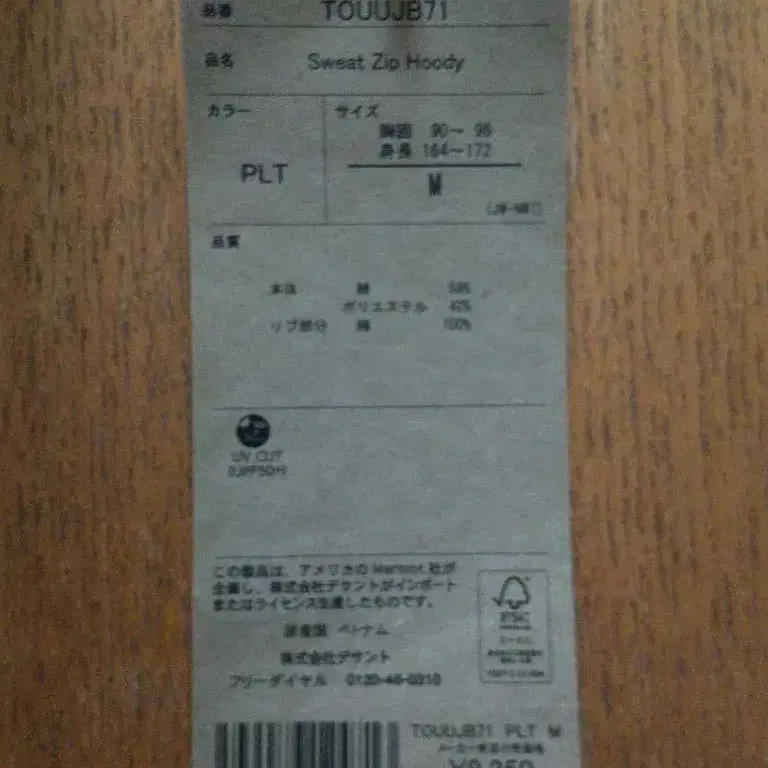 品番 TOUUJB71
品名 Sweat Zip Hoody
カラー サイズ
胸囲 90～ 98
身長 164～172
PLT
M
品質
本体 綿
ポリエステル 42%
リブ部分 綿 100%
UV CUT
UPF50+
この製品は、アメリカの Marmot 社が
企画し、株式会社デサントがインポート
またはライセンス生産したものです。
原産国 ベトナム
株式会社デサント
フリーダイヤル
FSC
TOUUJB71 PLT M